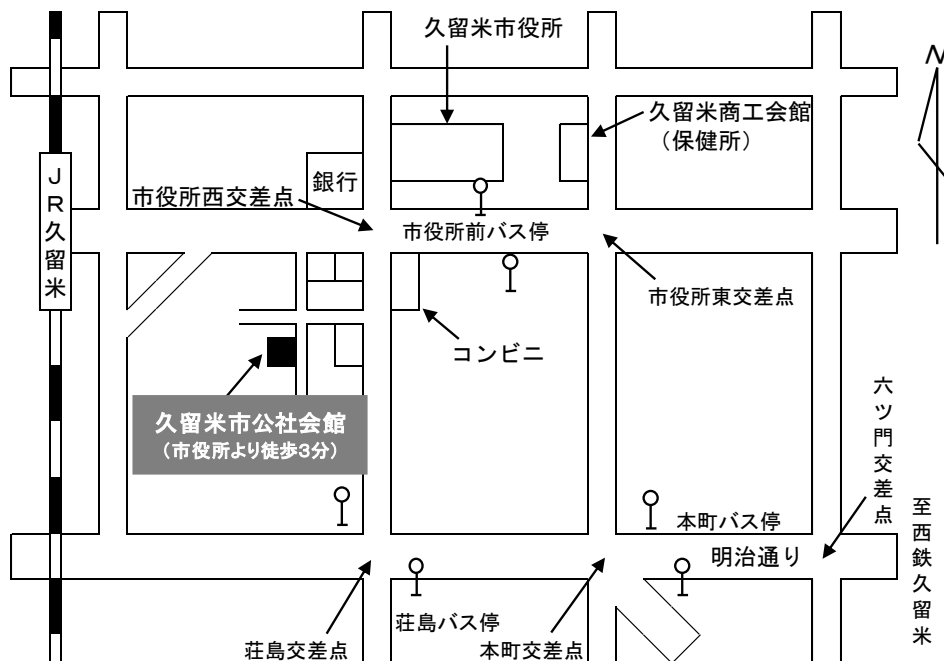 久留米市役所
N
久留米商工会館
（保健所）
JR久留米
銀行
市役所西交差点
市役所前バス停
市役所東交差点
コンビニ
久留米市公社会館
（市役所より徒歩3分）
六ツ門交差点
至西鉄久留米
本町バス停
明治通り
荘島バス停
荘島交差点
本町交差点